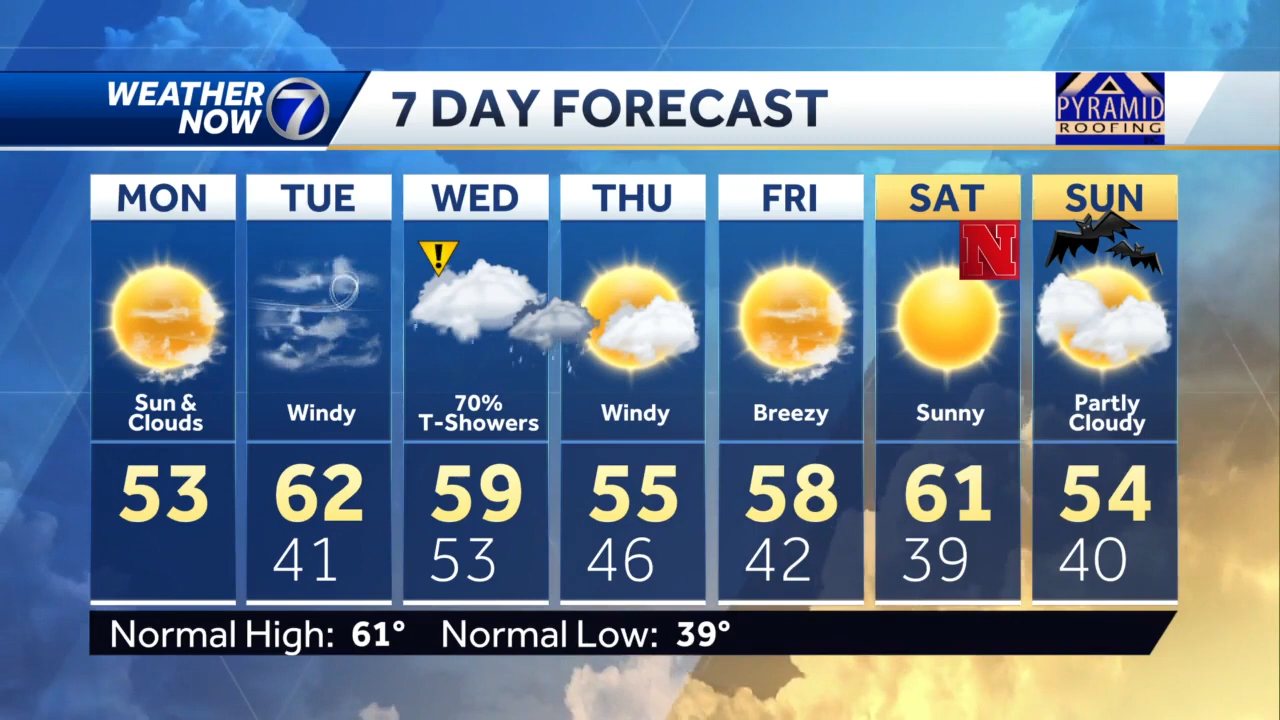 WEATHER
NOW
7
7 DAY FORECAST
PYRAMID
ROOFING
MON
TUE
WED
THU
FRI
SAT
SUN
!
N
Sun &
Clouds
Windy
70%
T-Showers
Windy
Breezy
Sunny
Partly
Cloudy
53
62
59
55
58
61
54
41
53
46
42
39
40
Normal High: 61° Normal Low: 39°